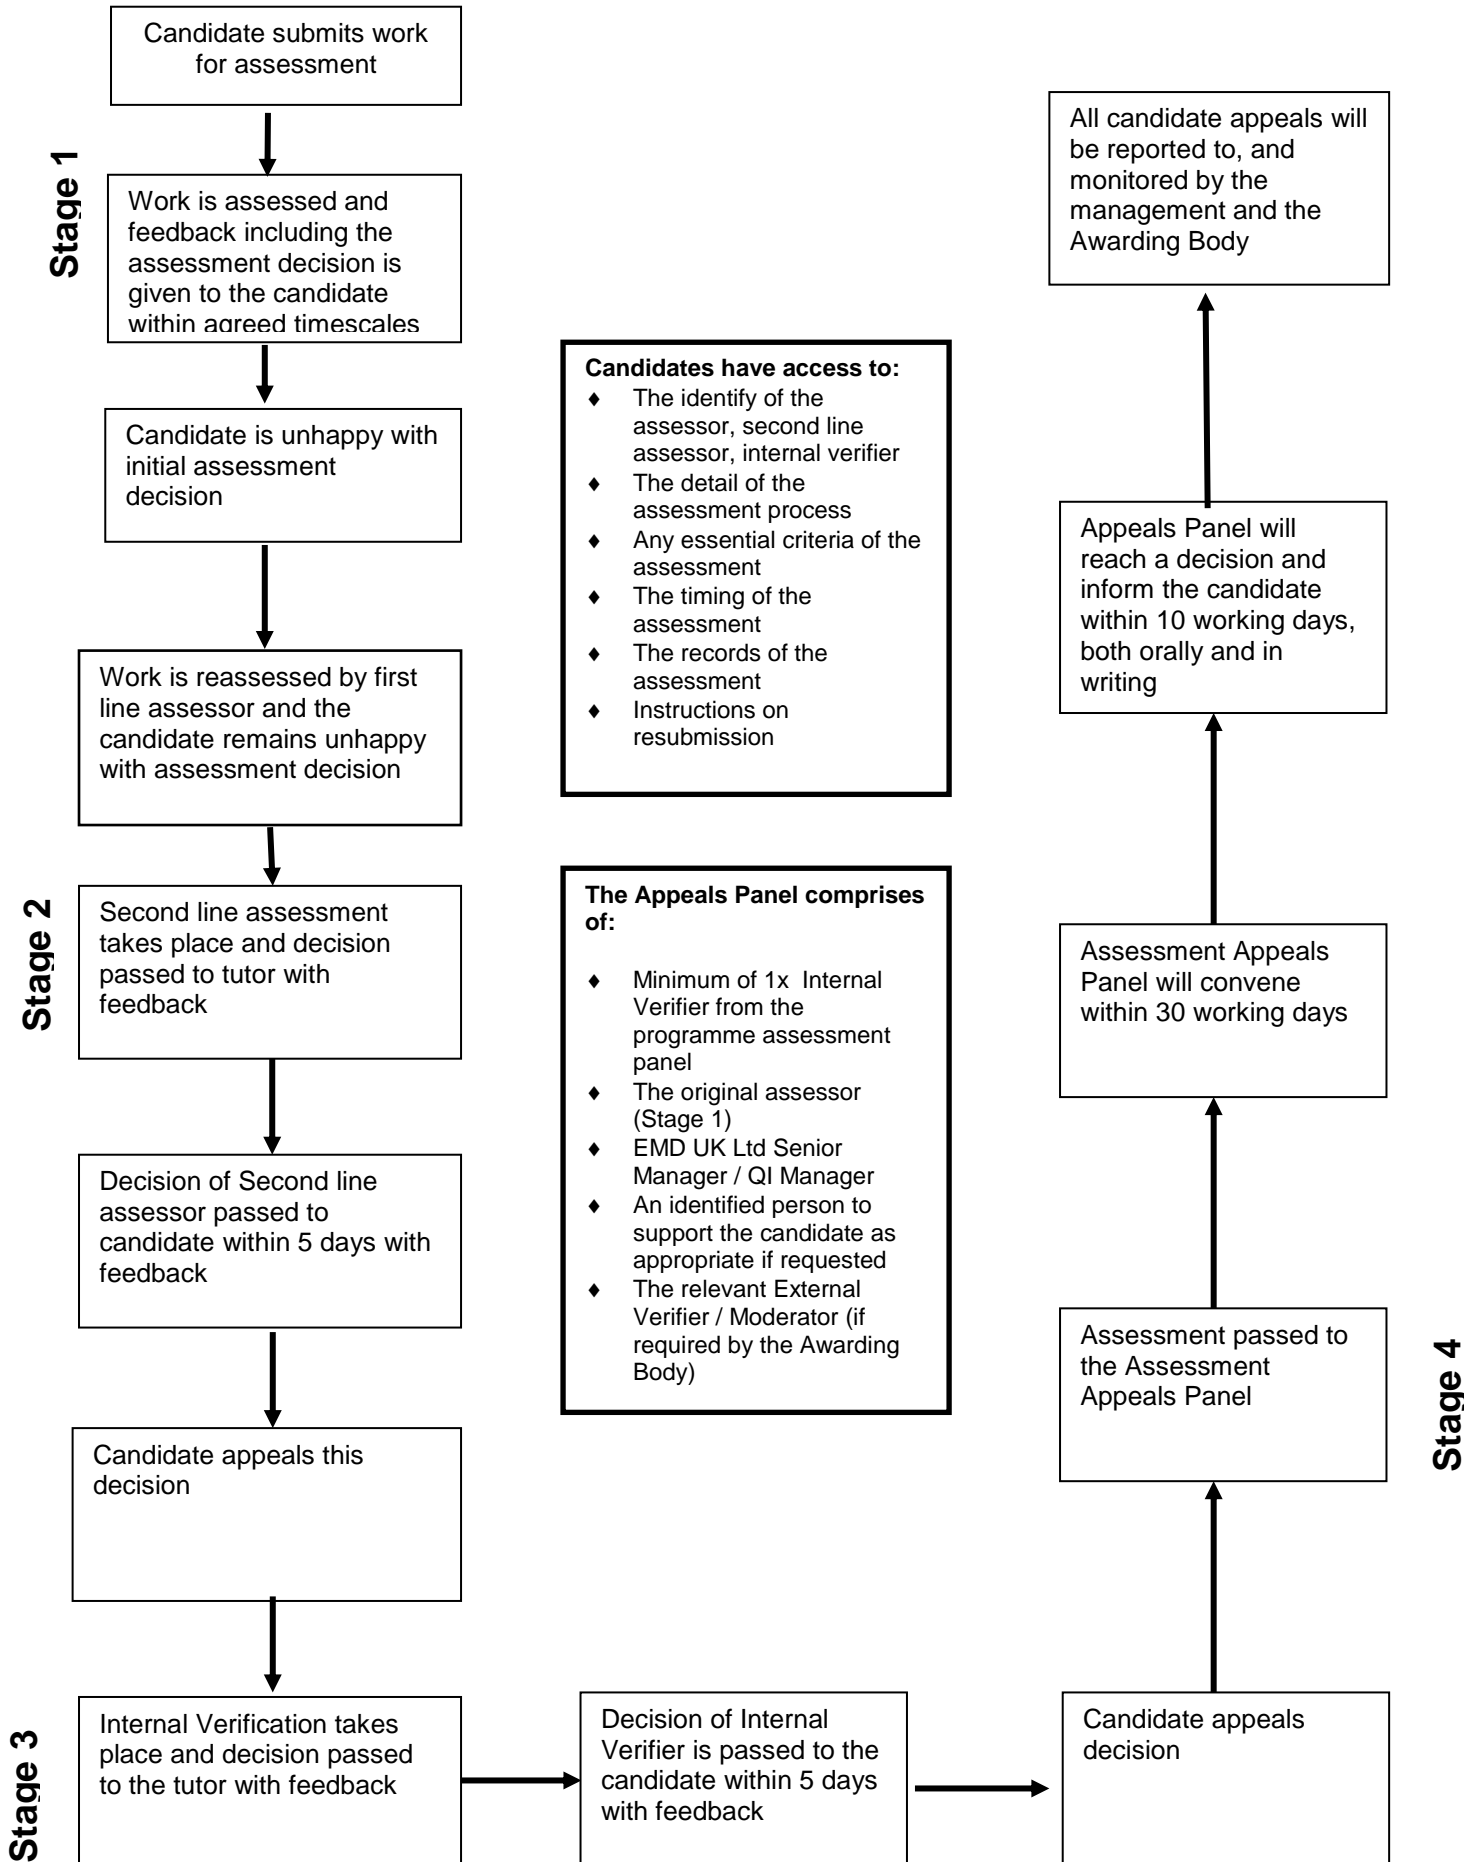 Candidate submits work
for assessment
Stage 1
Work is assessed and
feedback including the
assessment decision is
given to the candidate
within agreed timescales
Candidate is unhappy with
initial assessment
decision
Work is reassessed by first
line assessor and the
candidate remains unhappy
with assessment decision
Stage 2
Second line assessment
takes place and decision
passed to tutor with
feedback
Decision of Second line
assessor passed to
candidate within 5 days with
feedback
Candidate appeals this
decision
Stage 3
Internal Verification takes
place and decision passed
to the tutor with feedback
Decision of Internal
Verifier is passed to the
candidate within 5 days
with feedback
Candidate appeals
decision
Stage 4
Assessment passed to
the Assessment
Appeals Panel
Assessment Appeals
Panel will convene
within 30 working days
Appeals Panel will
reach a decision and
inform the candidate
within 10 working days,
both orally and in
writing
All candidate appeals will
be reported to, and
monitored by the
management and the
Awarding Body
Candidates have access to:
♦ The identify of the
assessor, second line
assessor, internal verifier
♦ The detail of the
assessment process
♦ Any essential criteria of the
assessment
♦ The timing of the
assessment
♦ The records of the
assessment
♦ Instructions on
resubmission
The Appeals Panel comprises
of:
♦ Minimum of 1x Internal
Verifier from the
programme assessment
panel
♦ The original assessor
(Stage 1)
♦ EMD UK Ltd Senior
Manager / QI Manager
♦ An identified person to
support the candidate as
appropriate if requested
♦ The relevant External
Verifier / Moderator (if
required by the Awarding
Body)